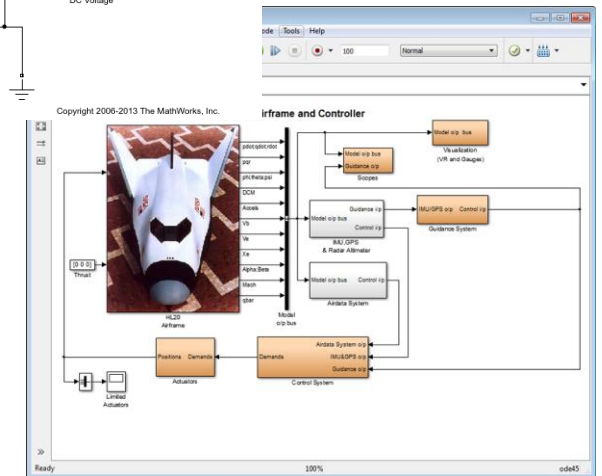 DC Voltage
Copyright 2006-2013 The MathWorks, Inc.
ode Tools Help
100 Normal
irframe and Controller
pdot;qdot;rdot
pqr
phi;theta;psi
DCM
Accels
Vb
Ve
Xe
Alpha;Beta
Mach
qbar
HL20
Airframe
[0 0 0]
Thrust
Model
o/p bus
Model o/p bus
Guidance o/p
Scopes
Model o/p bus
Visualization
(VR and Gauges)
Model o/p bus
Guidance i/p
Control i/p
IMU,GPS
& Radar Altimeter
IMU/GPS o/p Control i/p
Guidance System
Model o/p bus Control i/p
Airdata System
Positions Demands
Actuators
Demands
Airdata System o/p
IMU&GPS o/p
Guidance o/p
Control System
Limited
Actuators
Ready 100% ode45